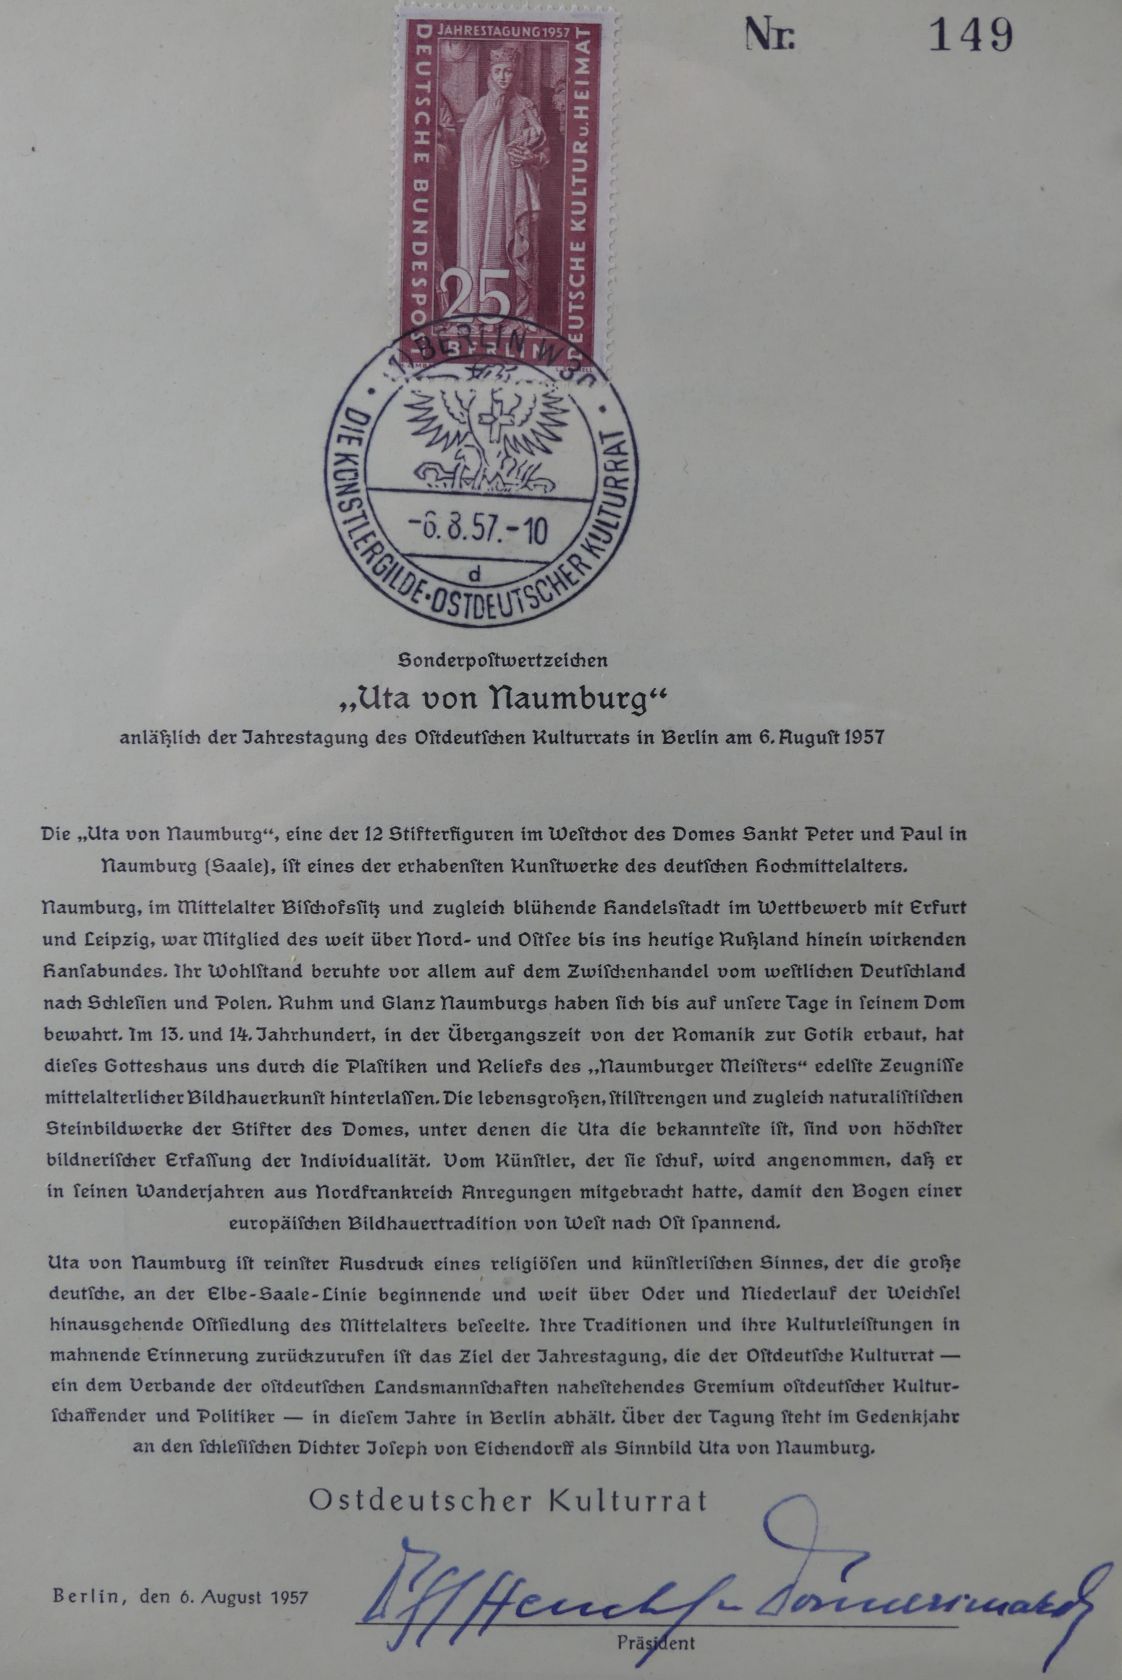 Nr. 149
JAHRESTAGUNG 1957
DEUTSCHE BUNDESPOST
DEUTSCHE KULTUR u. HEIMAT
25
BERLIN
BERLIN W
DIE KÜNSTLERGILDE · OSTDEUTSCHER KULTURRAT
-6.8.57.-10
d
Sonderpoſtwertzeichen
„Uta von Naumburg“
anläßlich der Jahrestagung des Oſtdeutſchen Kulturrats in Berlin am 6. Auguſt 1957
Die „Uta von Naumburg“, eine der 12 Stifterfiguren im Weſtchor des Domes Sankt Peter und Paul in
Naumburg (Saale), iſt eines der erhabenſten Kunſtwerke des deutſchen Hochmittelalters.
Naumburg, im Mittelalter Biſchofsſitz und zugleich blühende Handelsſtadt im Wettbewerb mit Erfurt
und Leipzig, war Mitglied des weit über Nord- und Oſtſee bis ins heutige Rußland hinein wirkenden
Hanſabundes. Ihr Wohlſtand beruhte vor allem auf dem Zwiſchenhandel vom weſtlichen Deutſchland
nach Schleſien und Polen. Ruhm und Glanz Naumburgs haben ſich bis auf unſere Tage in ſeinem Dom
bewahrt. Im 13. und 14. Jahrhundert, in der Übergangszeit von der Romanik zur Gotik erbaut, hat
dieſes Gotteshaus uns durch die Plaſtiken und Reliefs des „Naumburger Meiſters“ edelſte Zeugniſſe
mittelalterlicher Bildhauerkunſt hinterlaſſen. Die lebensgroßen, ſtilſtrengen und zugleich naturaliſtiſchen
Steinbildwerke der Stifter des Domes, unter denen die Uta die bekannteſte iſt, ſind von höchſter
bildneriſcher Erfaſſung der Individualität. Vom Künſtler, der ſie ſchuf, wird angenommen, daß er
in ſeinen Wanderjahren aus Nordfrankreich Anregungen mitgebracht hatte, damit den Bogen einer
europäiſchen Bildhauertradition von Weſt nach Oſt ſpannend.
Uta von Naumburg iſt reinſter Ausdruck eines religiöſen und künſtleriſchen Sinnes, der die große
deutſche, an der Elbe-Saale-Linie beginnende und weit über Oder und Niederlauf der Weichſel
hinausgehende Oſtſiedlung des Mittelalters beſeelte. Ihre Traditionen und ihre Kulturleiſtungen in
mahnende Erinnerung zurückzurufen iſt das Ziel der Jahrestagung, die der Oſtdeutſche Kulturrat —
ein dem Verbande der oſtdeutſchen Landsmannſchaften naheſtehendes Gremium oſtdeutſcher Kultur-
ſchaffender und Politiker — in dieſem Jahre in Berlin abhält. Über der Tagung ſteht im Gedenkjahr
an den ſchleſiſchen Dichter Joſeph von Eichendorff als Sinnbild Uta von Naumburg.
Ostdeutscher Kulturrat
Berlin, den 6. August 1957
Henckel v Donnersmarck
Präsident